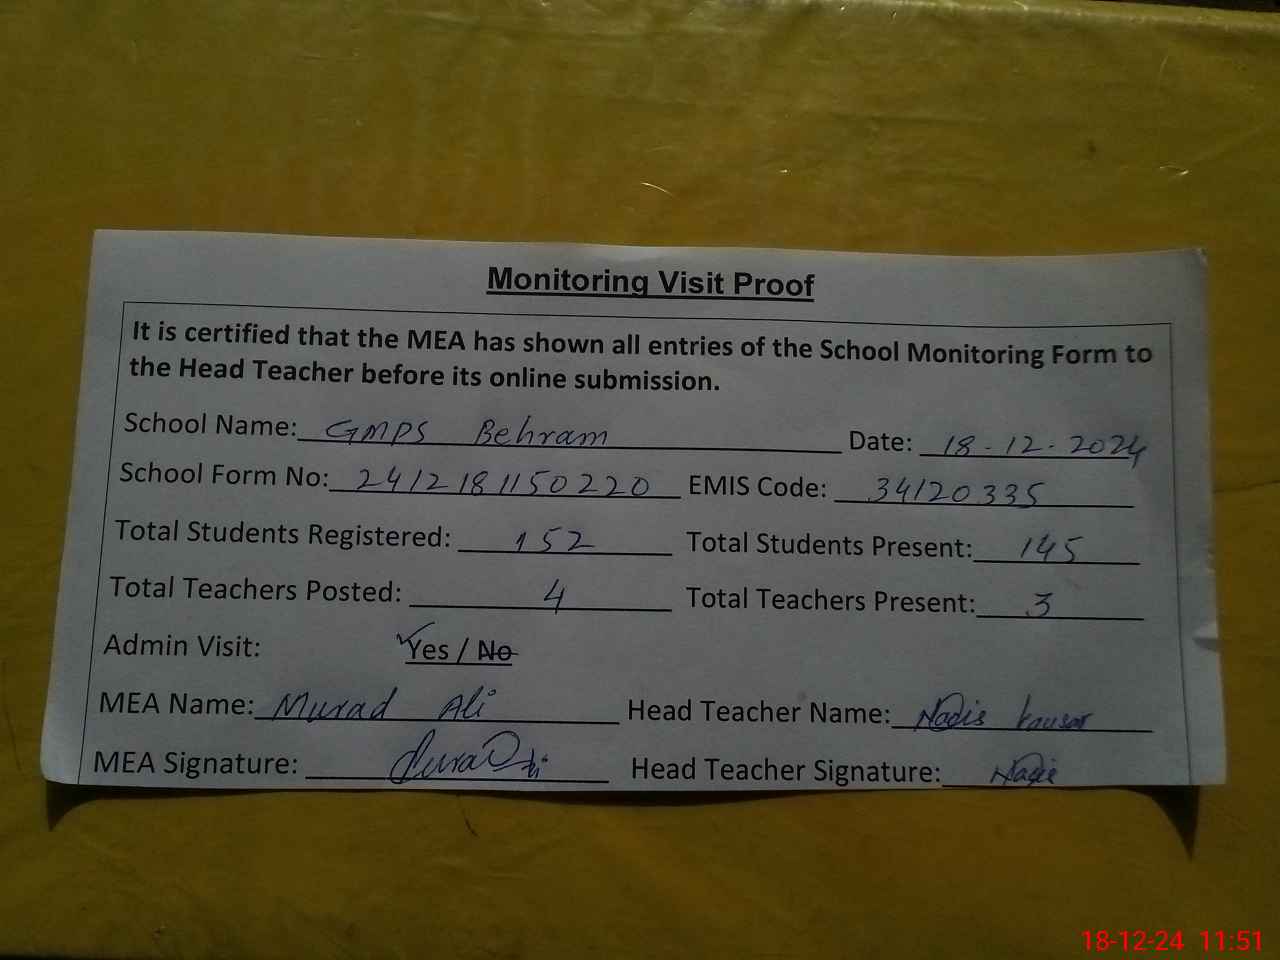 Monitoring Visit Proof
It is certified that the MEA has shown all entries of the School Monitoring Form to
the Head Teacher before its online submission.
School Name: GMPS Behram Date: 18-12-2024
School Form No: 2412181150220 EMIS Code: 34120335
Total Students Registered: 152 Total Students Present: 145
Total Teachers Posted: 4 Total Teachers Present: 3
Admin Visit: Yes / No
MEA Name: Murad Ali Head Teacher Name: Nadia kausar
MEA Signature: Head Teacher Signature:
18-12-24 11:51